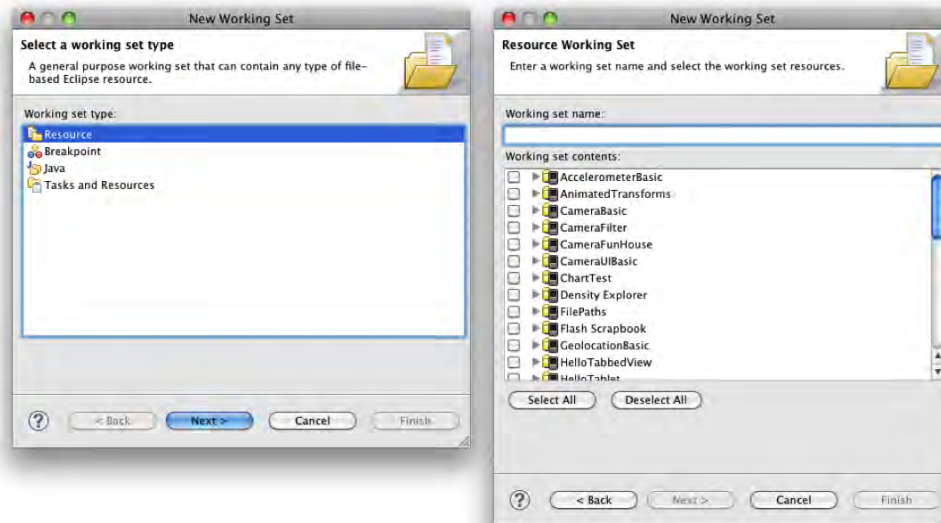 New Working Set
Select a working set type
A general purpose working set that can contain any type of file-
based Eclipse resource.
Working set type:
Resource
Breakpoint
Java
Tasks and Resources
?
< Back
Next >
Cancel
Finish
New Working Set
Resource Working Set
Enter a working set name and select the working set resources.
Working set name:
Working set contents:
AccelerometerBasic
AnimatedTransforms
CameraBasic
CameraFilter
CameraFunHouse
CameraUIBasic
ChartTest
Density Explorer
FilePaths
Flash Scrapbook
GeolocationBasic
HelloTabbedView
HelloTablet
Select All
Deselect All
?
< Back
Next >
Cancel
Finish